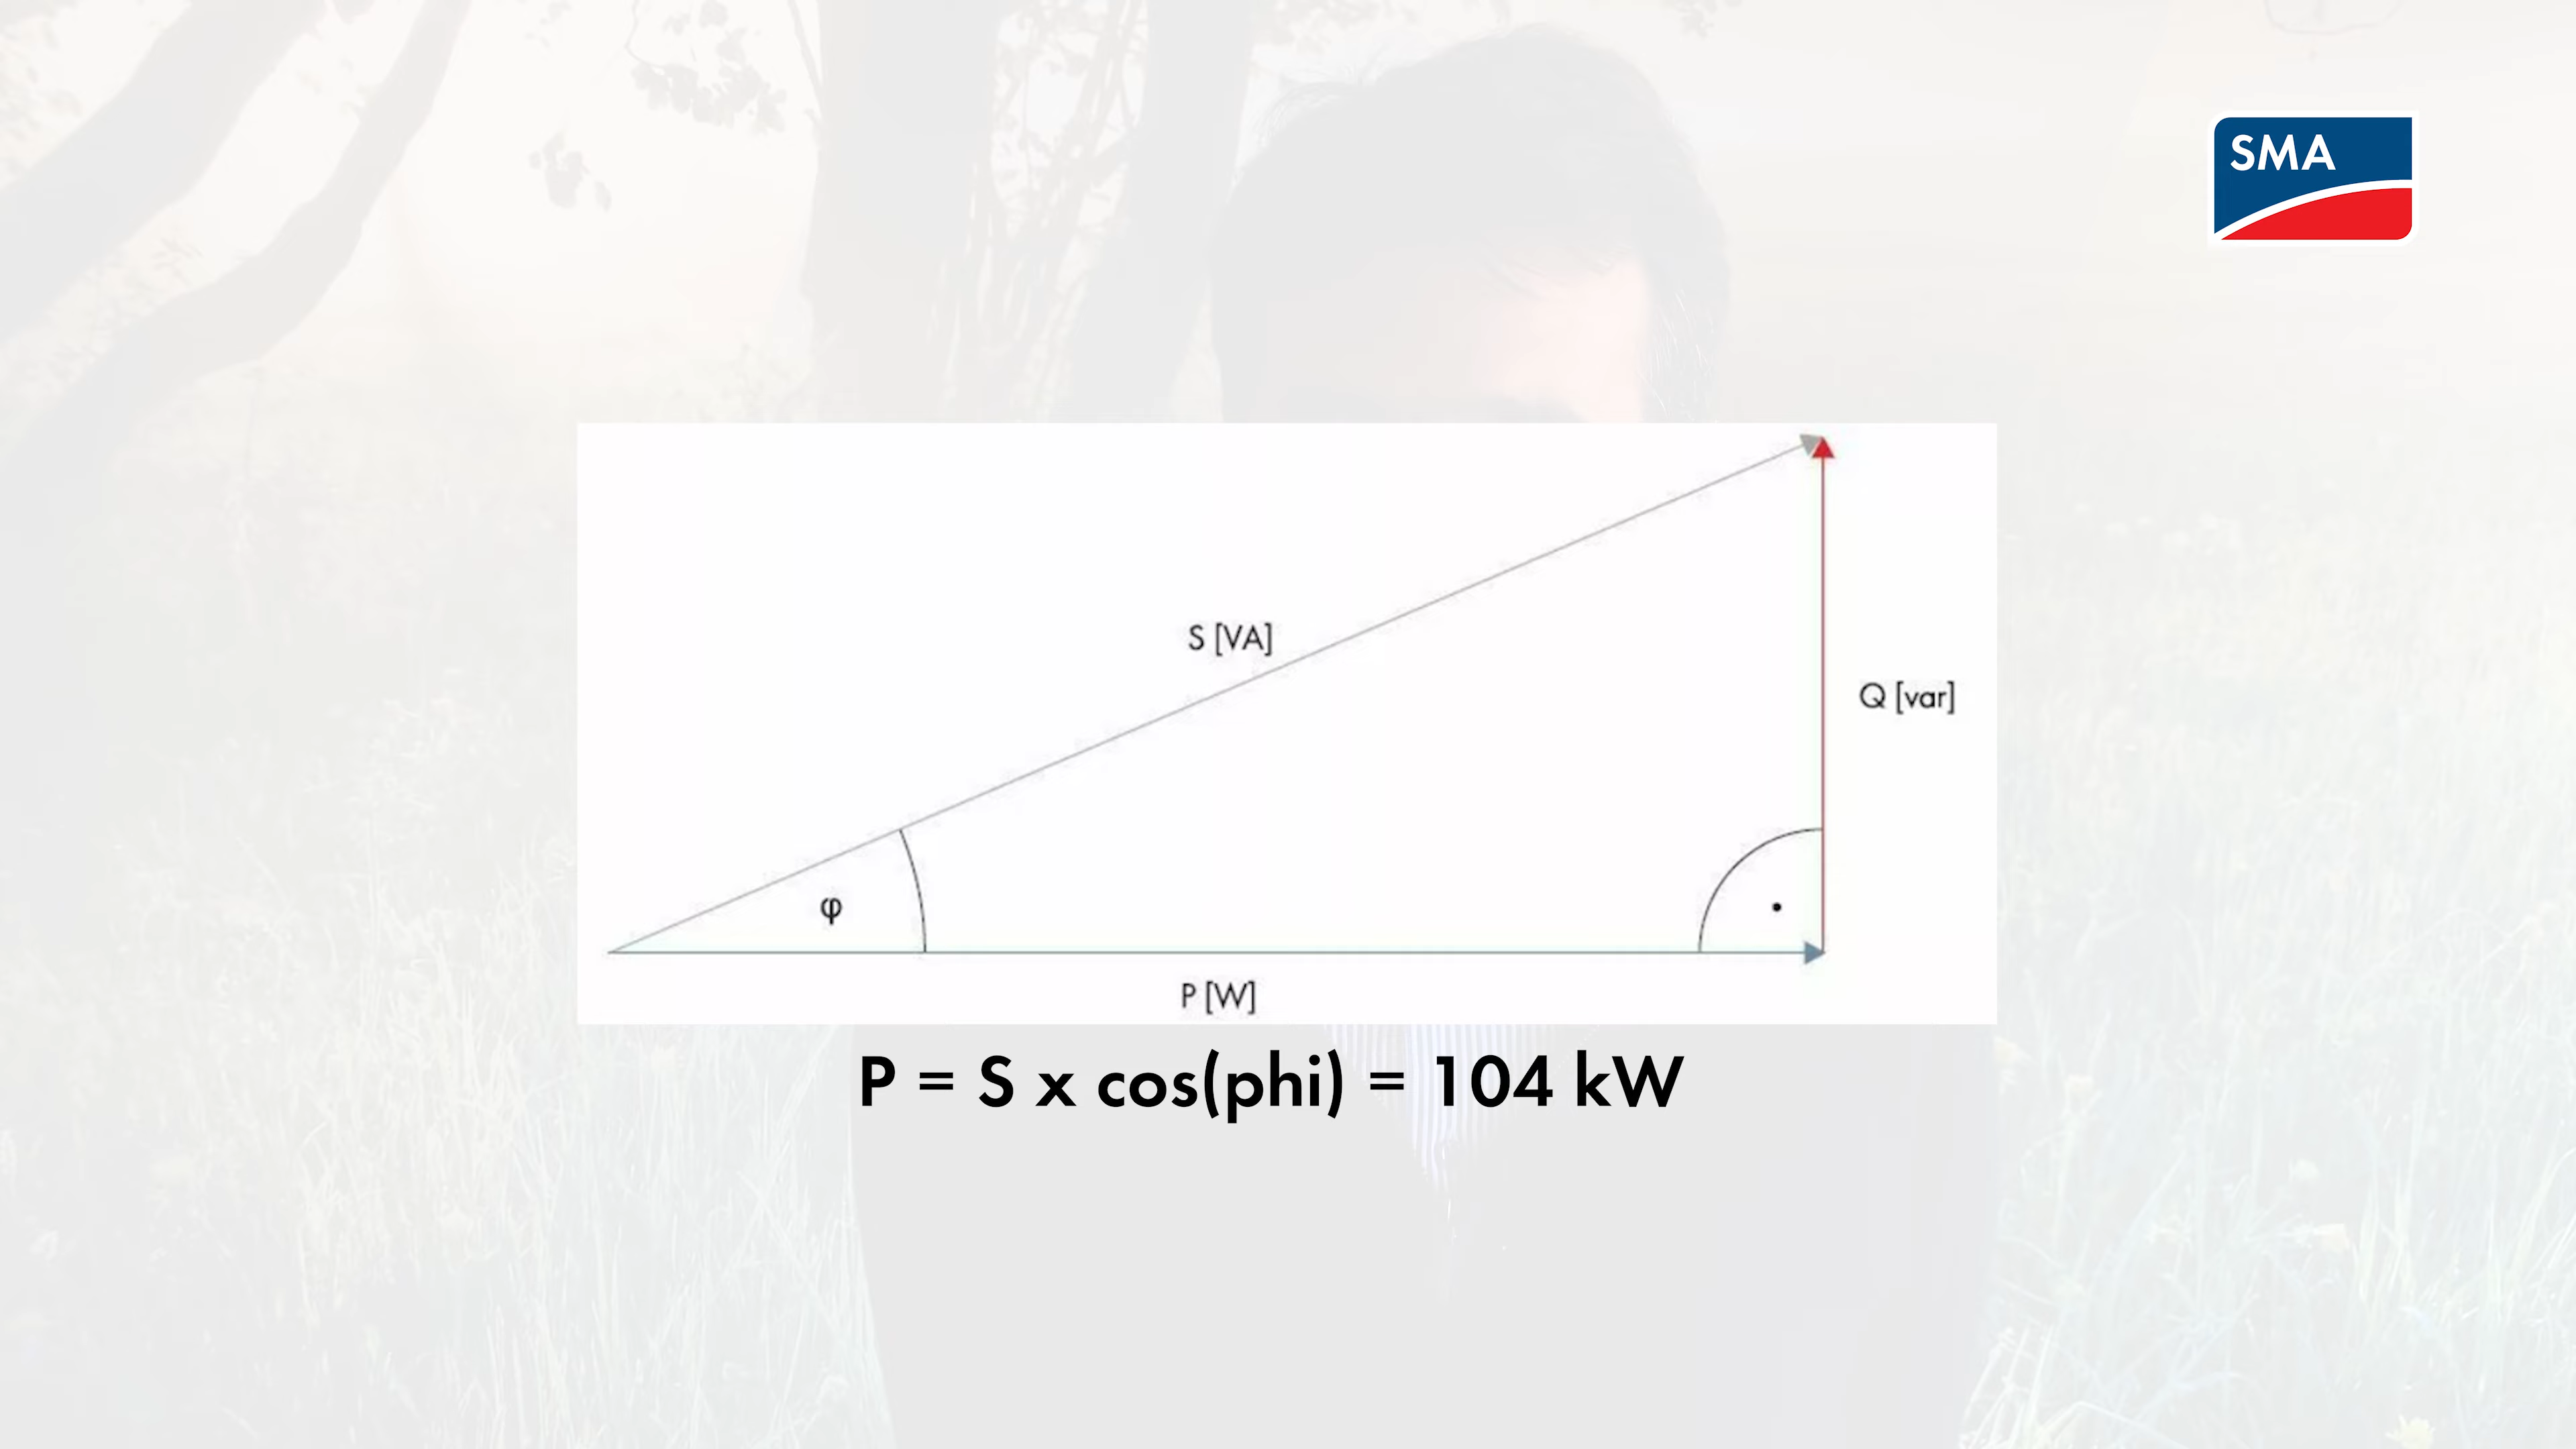 SMA
S [VA]
Q [var]
φ
P [W]
P = S x cos(phi) = 104 kW